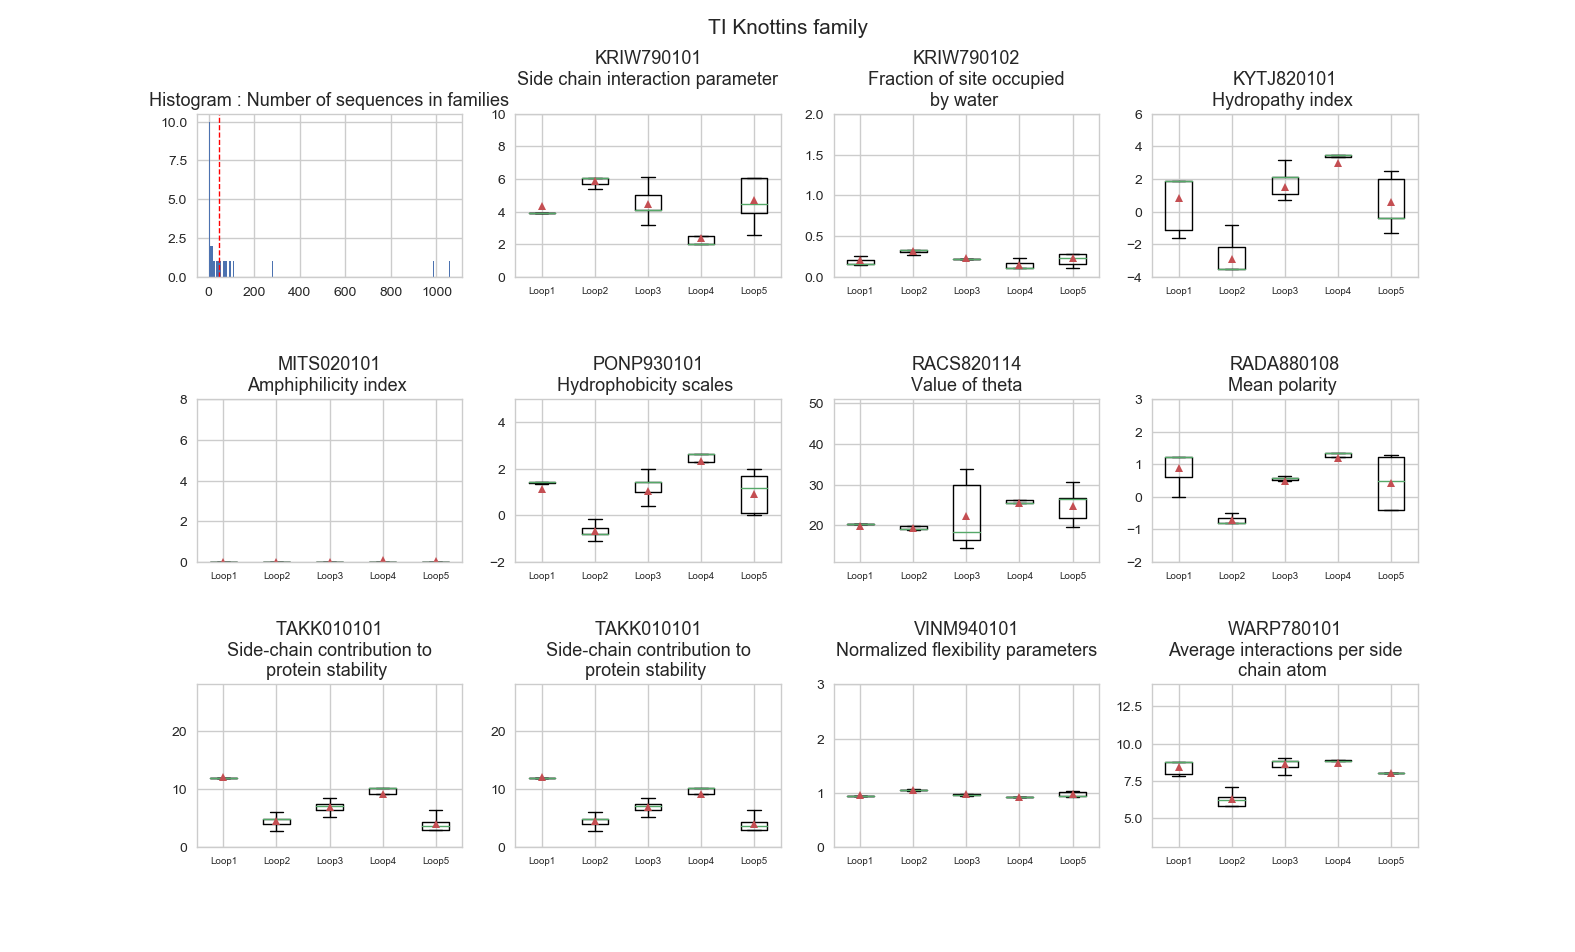 TI Knottins family
Histogram : Number of sequences in families
10.0
7.5
5.0
2.5
0.0
0 200 400 600 800 1000
KRIW790101
Side chain interaction parameter
10
8
6
4
2
0
Loop1 Loop2 Loop3 Loop4 Loop5
KRIW790102
Fraction of site occupied
by water
2.0
1.5
1.0
0.5
0.0
Loop1 Loop2 Loop3 Loop4 Loop5
KYTJ820101
Hydropathy index
6
4
2
0
−2
−4
Loop1 Loop2 Loop3 Loop4 Loop5
MITS020101
Amphiphilicity index
8
6
4
2
0
Loop1 Loop2 Loop3 Loop4 Loop5
PONP930101
Hydrophobicity scales
4
2
0
−2
Loop1 Loop2 Loop3 Loop4 Loop5
RACS820114
Value of theta
50
40
30
20
Loop1 Loop2 Loop3 Loop4 Loop5
RADA880108
Mean polarity
3
2
1
0
−1
−2
Loop1 Loop2 Loop3 Loop4 Loop5
TAKK010101
Side-chain contribution to
protein stability
20
10
0
Loop1 Loop2 Loop3 Loop4 Loop5
TAKK010101
Side-chain contribution to
protein stability
20
10
0
Loop1 Loop2 Loop3 Loop4 Loop5
VINM940101
Normalized flexibility parameters
3
2
1
0
Loop1 Loop2 Loop3 Loop4 Loop5
WARP780101
Average interactions per side
chain atom
12.5
10.0
7.5
5.0
Loop1 Loop2 Loop3 Loop4 Loop5